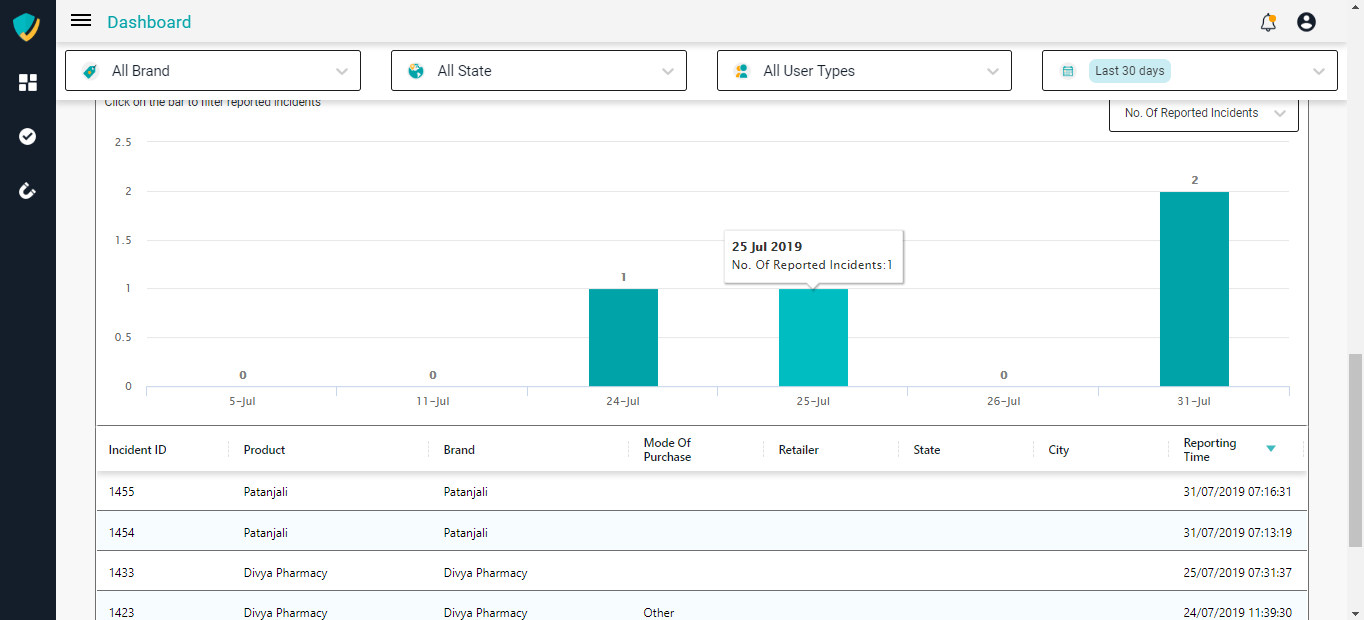 Dashboard
All Brand
All State
All User Types
Last 30 days
Click on the bar to filter reported incidents
No. Of Reported Incidents
2.5
2
1.5
1
0.5
0
0
0
1
25 Jul 2019
No. Of Reported Incidents:1
0
2
5-Jul
11-Jul
24-Jul
25-Jul
26-Jul
31-Jul
Incident ID
Product
Brand
Mode Of
Purchase
Retailer
State
City
Reporting
Time
1455 Patanjali Patanjali 31/07/2019 07:16:31
1454 Patanjali Patanjali 31/07/2019 07:13:19
1433 Divya Pharmacy Divya Pharmacy 25/07/2019 07:31:37
1423 Divya Pharmacy Divya Pharmacy Other 24/07/2019 11:39:30